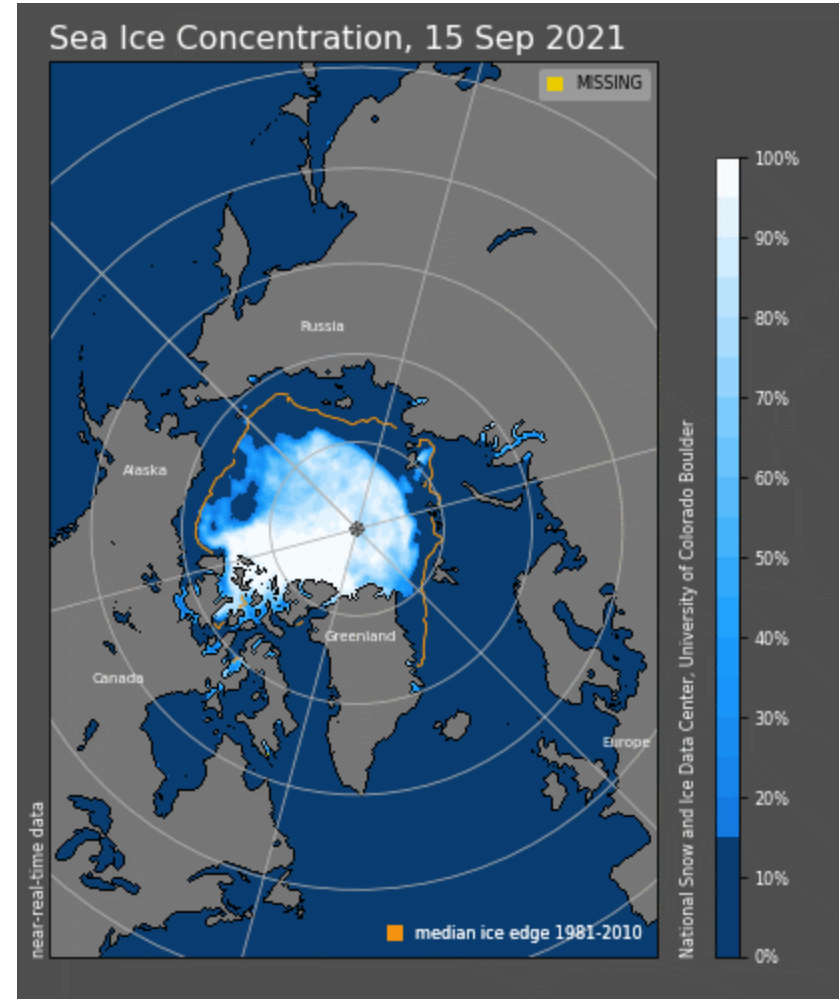 Sea Ice Concentration, 15 Sep 2021
MISSING
100%
90%
80%
70%
60%
50%
40%
30%
20%
10%
0%
Russia
Alaska
Greenland
Canada
Europe
median ice edge 1981-2010
near-real-time data
National Snow and Ice Data Center, University of Colorado Boulder